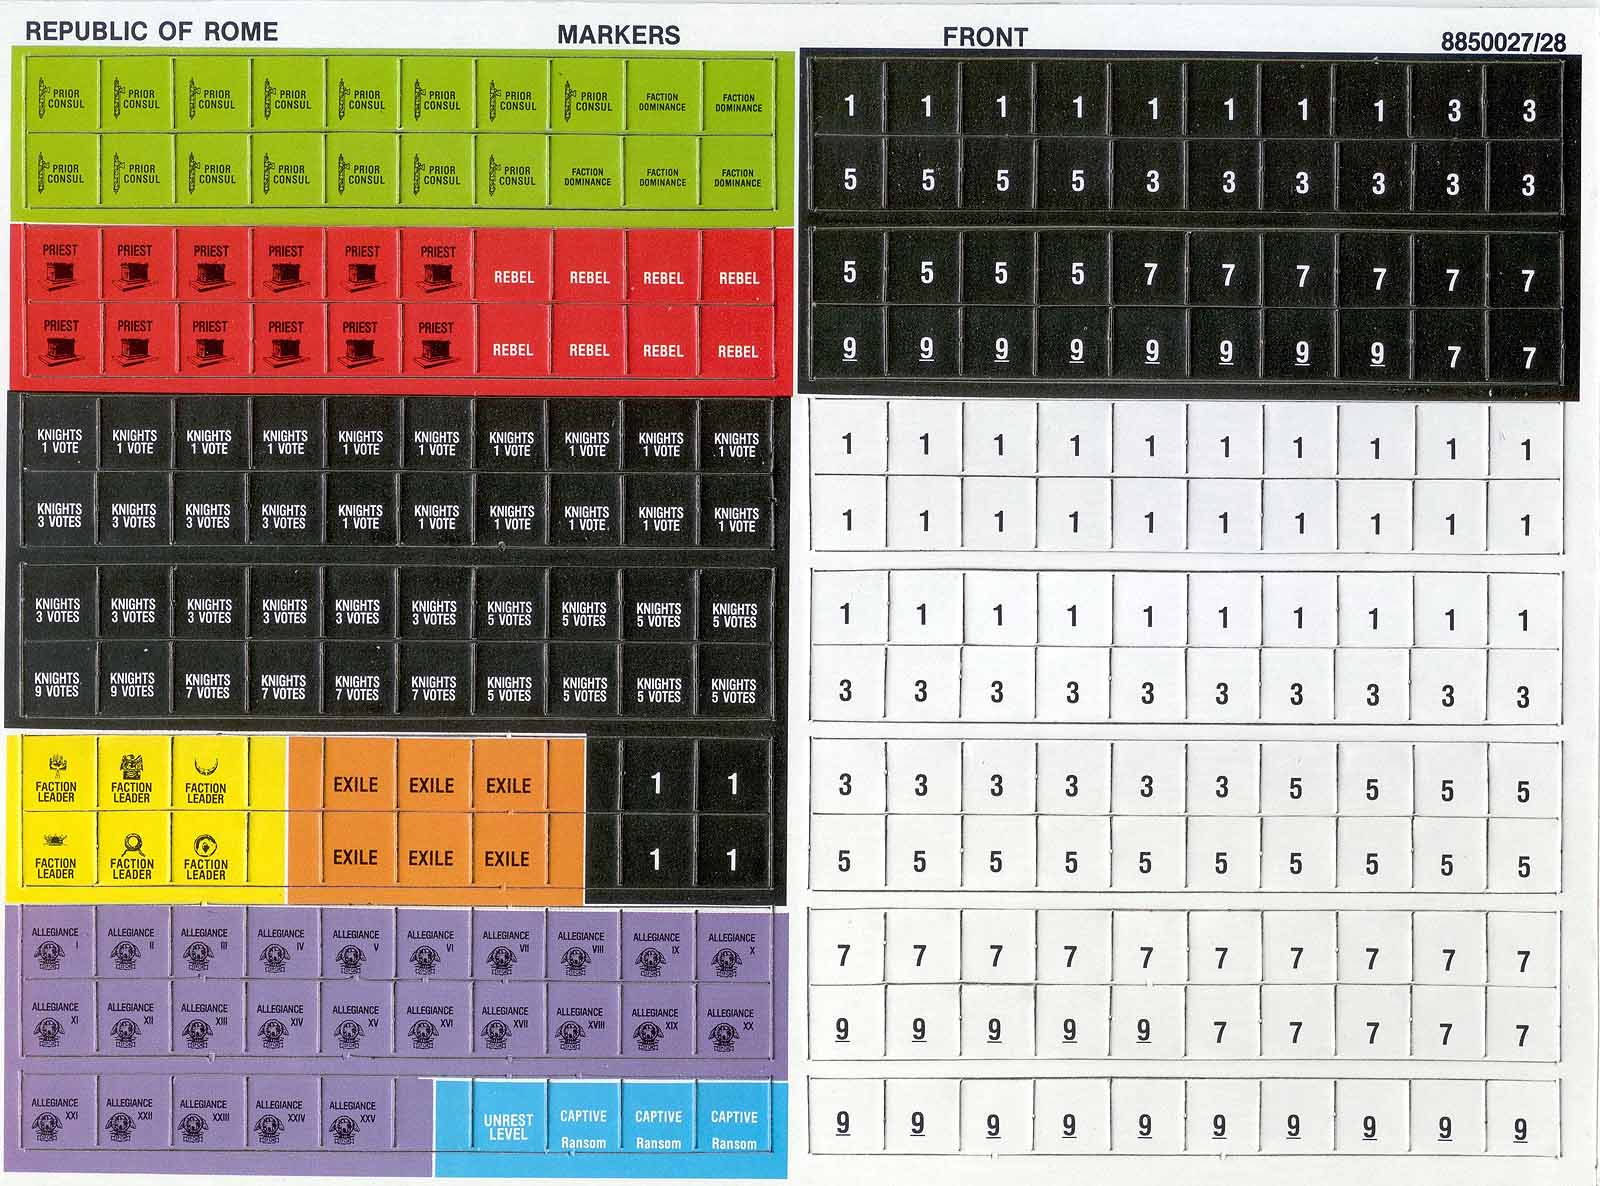 REPUBLIC OF ROME MARKERS FRONT 8850027/28
PRIOR CONSUL PRIOR CONSUL PRIOR CONSUL PRIOR CONSUL PRIOR CONSUL PRIOR CONSUL PRIOR CONSUL PRIOR CONSUL FACTION DOMINANCE FACTION DOMINANCE
PRIOR CONSUL PRIOR CONSUL PRIOR CONSUL PRIOR CONSUL PRIOR CONSUL PRIOR CONSUL PRIOR CONSUL FACTION DOMINANCE FACTION DOMINANCE FACTION DOMINANCE
PRIEST PRIEST PRIEST PRIEST PRIEST PRIEST REBEL REBEL REBEL REBEL
PRIEST PRIEST PRIEST PRIEST PRIEST PRIEST REBEL REBEL REBEL REBEL
KNIGHTS 1 VOTE KNIGHTS 1 VOTE KNIGHTS 1 VOTE KNIGHTS 1 VOTE KNIGHTS 1 VOTE KNIGHTS 1 VOTE KNIGHTS 1 VOTE KNIGHTS 1 VOTE KNIGHTS 1 VOTE KNIGHTS 1 VOTE
KNIGHTS 3 VOTES KNIGHTS 3 VOTES KNIGHTS 3 VOTES KNIGHTS 3 VOTES KNIGHTS 1 VOTE KNIGHTS 1 VOTE KNIGHTS 1 VOTE KNIGHTS 1 VOTE KNIGHTS 1 VOTE KNIGHTS 1 VOTE
KNIGHTS 3 VOTES KNIGHTS 3 VOTES KNIGHTS 3 VOTES KNIGHTS 3 VOTES KNIGHTS 3 VOTES KNIGHTS 3 VOTES KNIGHTS 5 VOTES KNIGHTS 5 VOTES KNIGHTS 5 VOTES KNIGHTS 5 VOTES
KNIGHTS 9 VOTES KNIGHTS 9 VOTES KNIGHTS 7 VOTES KNIGHTS 7 VOTES KNIGHTS 7 VOTES KNIGHTS 7 VOTES KNIGHTS 5 VOTES KNIGHTS 5 VOTES KNIGHTS 5 VOTES KNIGHTS 5 VOTES
FACTION LEADER FACTION LEADER FACTION LEADER EXILE EXILE EXILE 1 1
FACTION LEADER FACTION LEADER FACTION LEADER EXILE EXILE EXILE 1 1
ALLEGIANCE I ALLEGIANCE II ALLEGIANCE III ALLEGIANCE IV ALLEGIANCE V ALLEGIANCE VI ALLEGIANCE VII ALLEGIANCE VIII ALLEGIANCE IX ALLEGIANCE X
ALLEGIANCE XI ALLEGIANCE XII ALLEGIANCE XIII ALLEGIANCE XIV ALLEGIANCE XV ALLEGIANCE XVI ALLEGIANCE XVII ALLEGIANCE XVIII ALLEGIANCE XIX ALLEGIANCE XX
ALLEGIANCE XXI ALLEGIANCE XXII ALLEGIANCE XXIII ALLEGIANCE XXIV ALLEGIANCE XXV UNREST LEVEL CAPTIVE Ransom CAPTIVE Ransom CAPTIVE Ransom
1 1 1 1 1 1 1 1 3 3
5 5 5 5 3 3 3 3 3 3
5 5 5 5 7 7 7 7 7 7
9 9 9 9 9 9 9 9 7 7
1 1 1 1 1 1 1 1 1 1
1 1 1 1 1 1 1 1 1 1
1 1 1 1 1 1 1 1 1 1
3 3 3 3 3 3 3 3 3 3
3 3 3 3 3 3 5 5 5 5
5 5 5 5 5 5 5 5 5 5
7 7 7 7 7 7 7 7 7 7
9 9 9 9 9 7 7 7 7 7
9 9 9 9 9 9 9 9 9 9